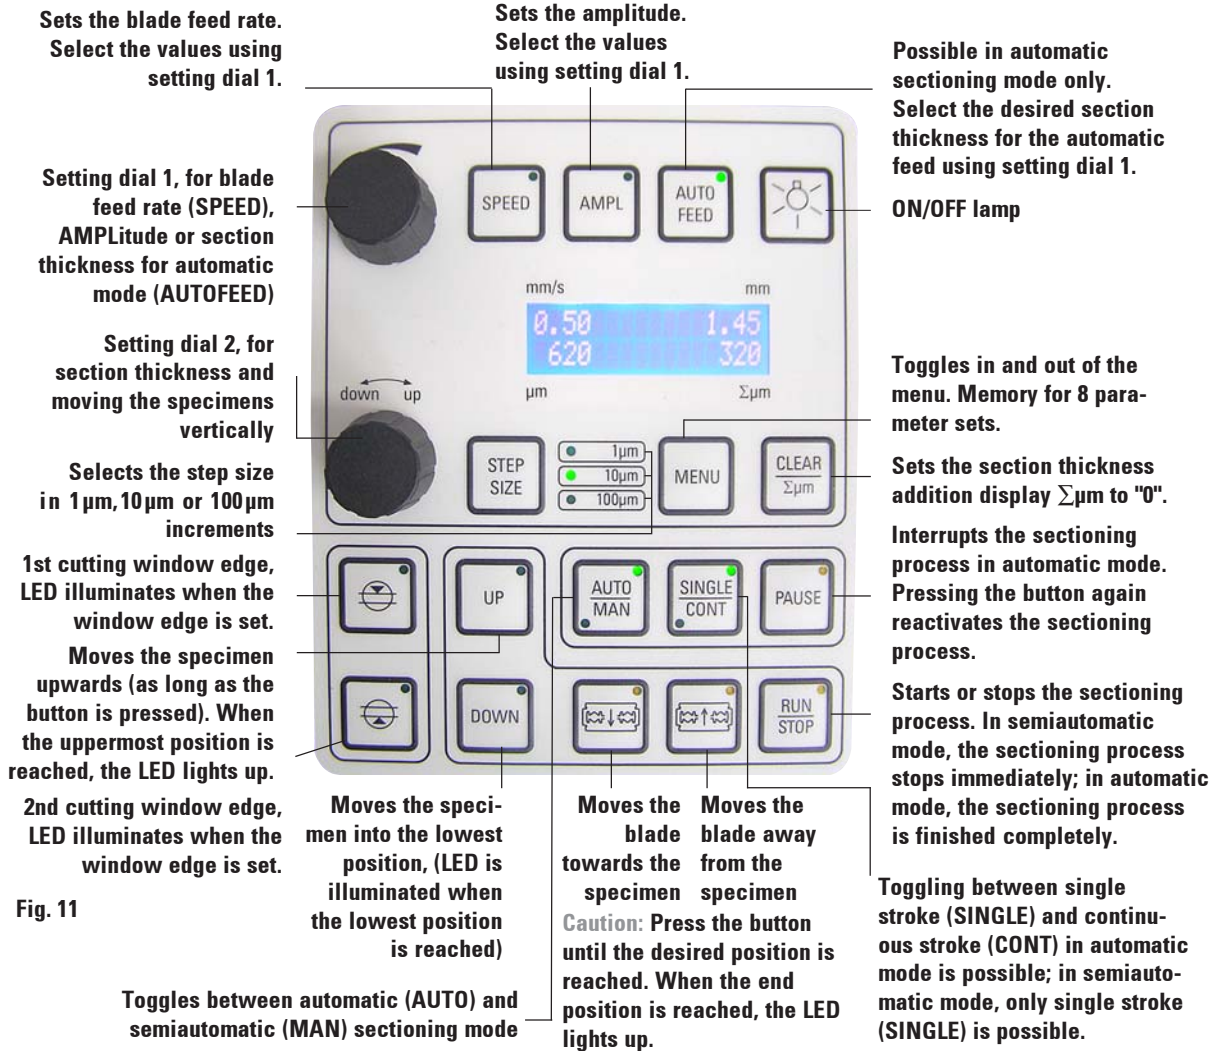 Sets the blade feed rate.
Select the values using
setting dial 1.
Sets the amplitude.
Select the values
using setting dial 1.
Possible in automatic
sectioning mode only.
Select the desired section
thickness for the automatic
feed using setting dial 1.
ON/OFF lamp
Setting dial 1, for blade
feed rate (SPEED),
AMPLitude or section
thickness for automatic
mode (AUTOFEED)
Setting dial 2, for
section thickness and
moving the specimens
vertically
Selects the step size
in 1µm,10µm or 100µm
increments
1st cutting window edge,
LED illuminates when the
window edge is set.
Moves the specimen
upwards (as long as the
button is pressed). When
the uppermost position is
reached, the LED lights up.
2nd cutting window edge,
LED illuminates when the
window edge is set.
Fig. 11
SPEED
AMPL
AUTO
FEED
mm/s
mm
0.50 1.45
620 320
µm
Σµm
down up
STEP
SIZE
1µm
10µm
100µm
MENU
CLEAR
Σµm
UP
AUTO
MAN
SINGLE
CONT
PAUSE
DOWN
RUN
STOP
Toggles in and out of the
menu. Memory for 8 para-
meter sets.
Sets the section thickness
addition display ∑µm to "0".
Interrupts the sectioning
process in automatic mode.
Pressing the button again
reactivates the sectioning
process.
Starts or stops the sectioning
process. In semiautomatic
mode, the sectioning process
stops immediately; in automatic
mode, the sectioning process
is finished completely.
Toggling between single
stroke (SINGLE) and continu-
ous stroke (CONT) in automatic
mode is possible; in semiauto-
matic mode, only single stroke
(SINGLE) is possible.
Moves the speci-
men into the lowest
position, (LED is
illuminated when
the lowest position
is reached)
Moves the
blade
towards the
specimen
Moves the
blade away
from the
specimen
Caution: Press the button
until the desired position is
reached. When the end
position is reached, the LED
lights up.
Toggles between automatic (AUTO) and
semiautomatic (MAN) sectioning mode